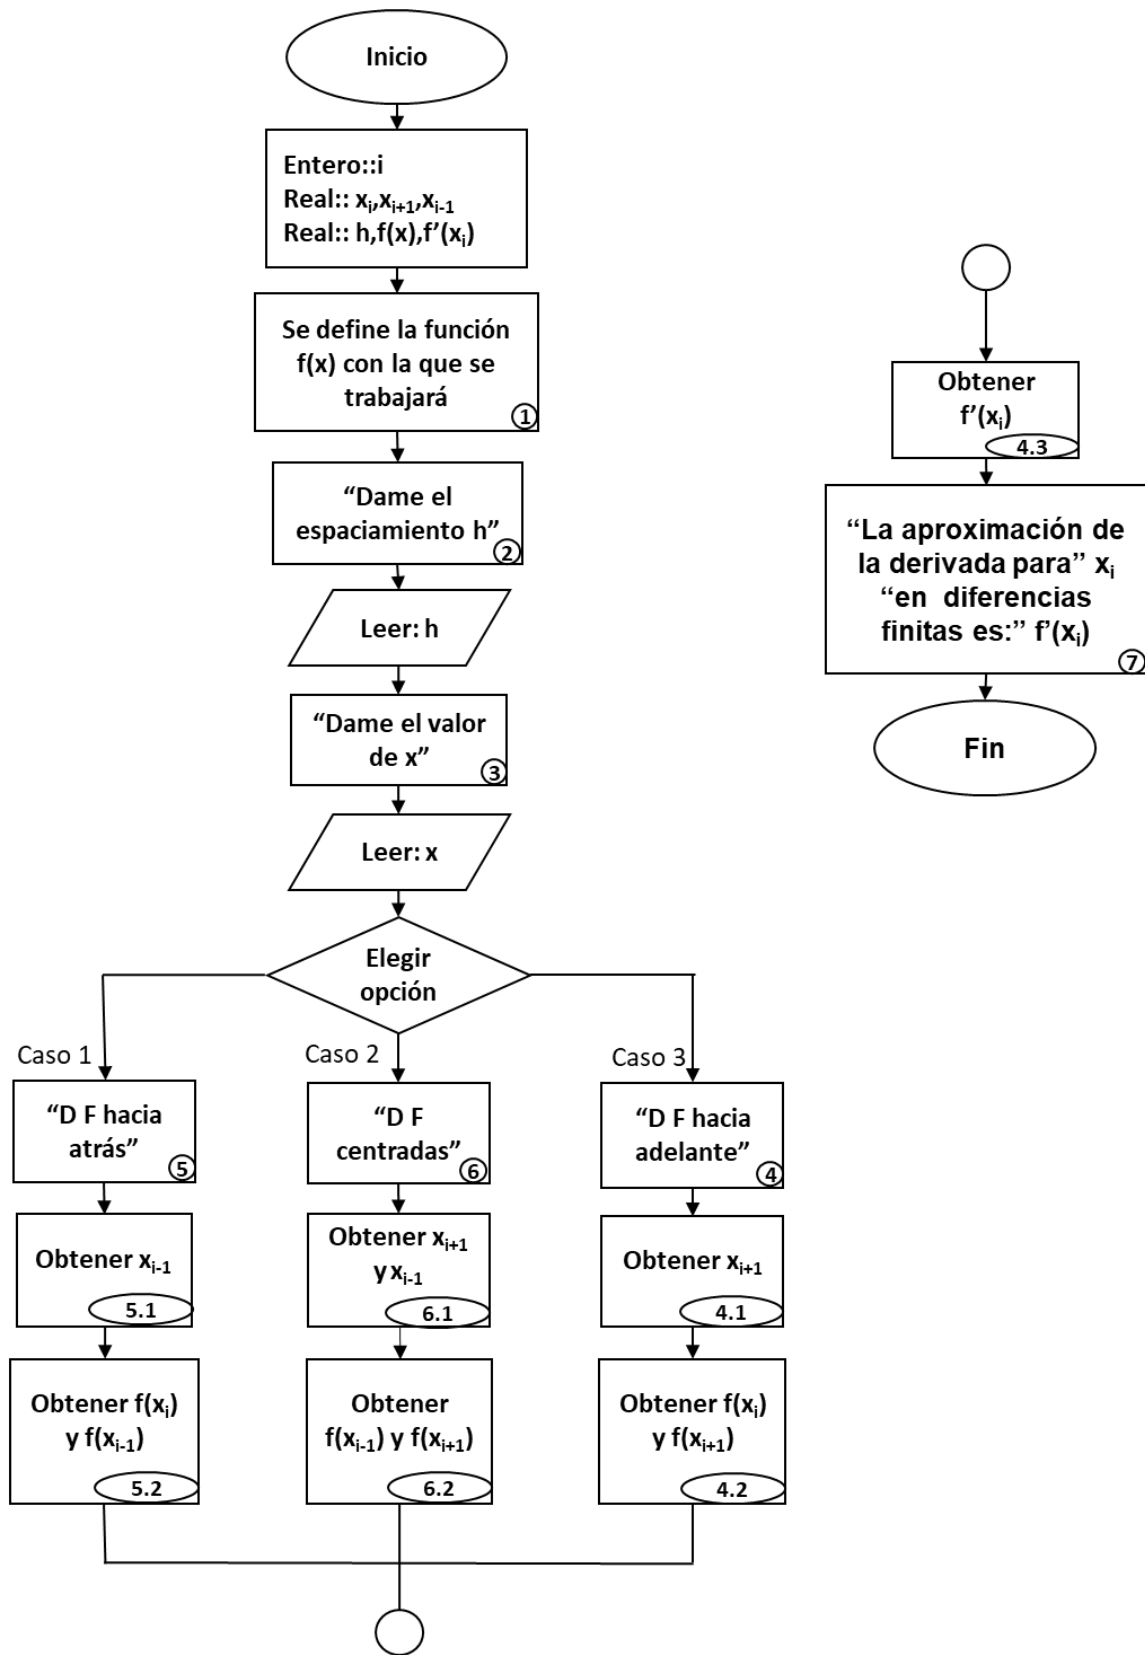 Inicio
Entero::i
Real:: xᵢ,xᵢ₊₁,xᵢ₋₁
Real:: h,f(x),f’(xᵢ)
Se define la función
f(x) con la que se
trabajará
1
“Dame el
espaciamiento h”
2
Leer: h
“Dame el valor
de x”
3
Leer: x
Elegir
opción
Caso 1
“D F hacia
atrás”
5
Obtener xᵢ₋₁
5.1
Obtener f(xᵢ)
y f(xᵢ₋₁)
5.2
Caso 2
“D F
centradas”
6
Obtener xᵢ₊₁
y xᵢ₋₁
6.1
Obtener
f(xᵢ₋₁) y f(xᵢ₊₁)
6.2
Caso 3
“D F hacia
adelante”
4
Obtener xᵢ₊₁
4.1
Obtener f(xᵢ)
y f(xᵢ₊₁)
4.2
Obtener
f’(xᵢ)
4.3
“La aproximación de
la derivada para” xᵢ
“en diferencias
finitas es:” f’(xᵢ)
7
Fin